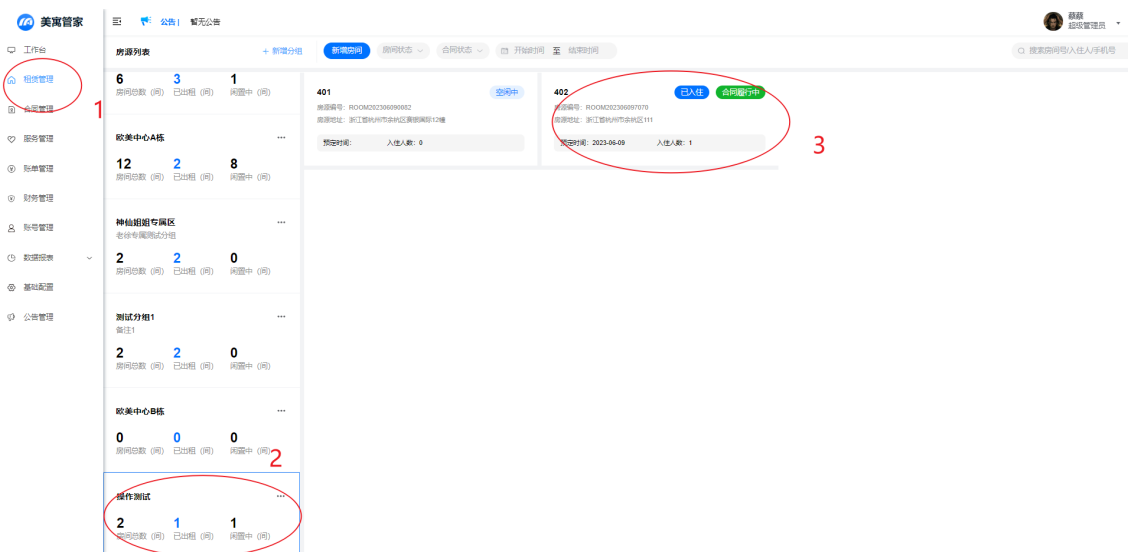 美寓管家
公告 | 暂无公告
蔡蔡
超级管理员
工作台
租赁管理
合同管理
服务管理
账单管理
财务管理
账号管理
数据报表
基础配置
公告管理
1
房源列表
+ 新增分组
6 3 1
房间总数 (间) 已出租 (间) 闲置中 (间)
欧美中心A栋
12 2 8
房间总数 (间) 已出租 (间) 闲置中 (间)
神仙姐姐专属区
老徐专属测试分组
2 2 0
房间总数 (间) 已出租 (间) 闲置中 (间)
测试分组1
备注1
2 2 0
房间总数 (间) 已出租 (间) 闲置中 (间)
欧美中心B栋
0 0 0
房间总数 (间) 已出租 (间) 闲置中 (间)
2
操作测试
2 1 1
房间总数 (间) 已出租 (间) 闲置中 (间)
新增房间 房间状态 合同状态 开始时间 至 结束时间
搜索房间号/入住人/手机号
401 空闲中
房源编号: ROOM202306090082
房源地址: 浙江省杭州市余杭区赛银国际12幢
预定时间: 入住人数: 0
402 已入住 合同履行中
房源编号: ROOM202306097070
房源地址: 浙江省杭州市余杭区111
预定时间: 2023-06-09 入住人数: 1
3